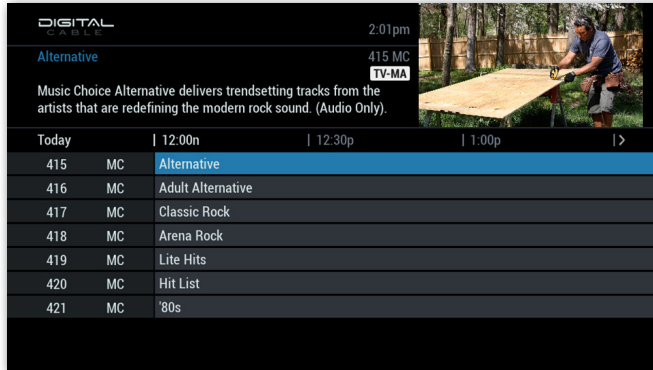 DIGITAL
CABLE
2:01pm
Alternative 415 MC
TV-MA
Music Choice Alternative delivers trendsetting tracks from the
artists that are redefining the modern rock sound. (Audio Only).
Today | 12:00n | 12:30p | 1:00p |>
415 MC Alternative
416 MC Adult Alternative
417 MC Classic Rock
418 MC Arena Rock
419 MC Lite Hits
420 MC Hit List
421 MC '80s